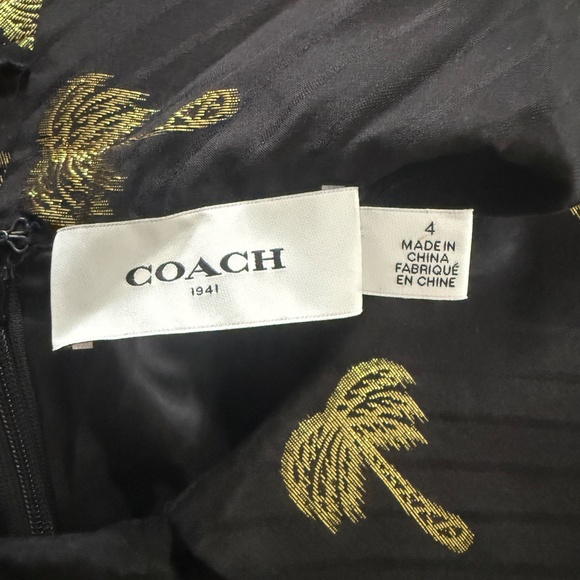 COACH
1941
4
MADE IN
CHINA
FABRIQUÉ
EN CHINE